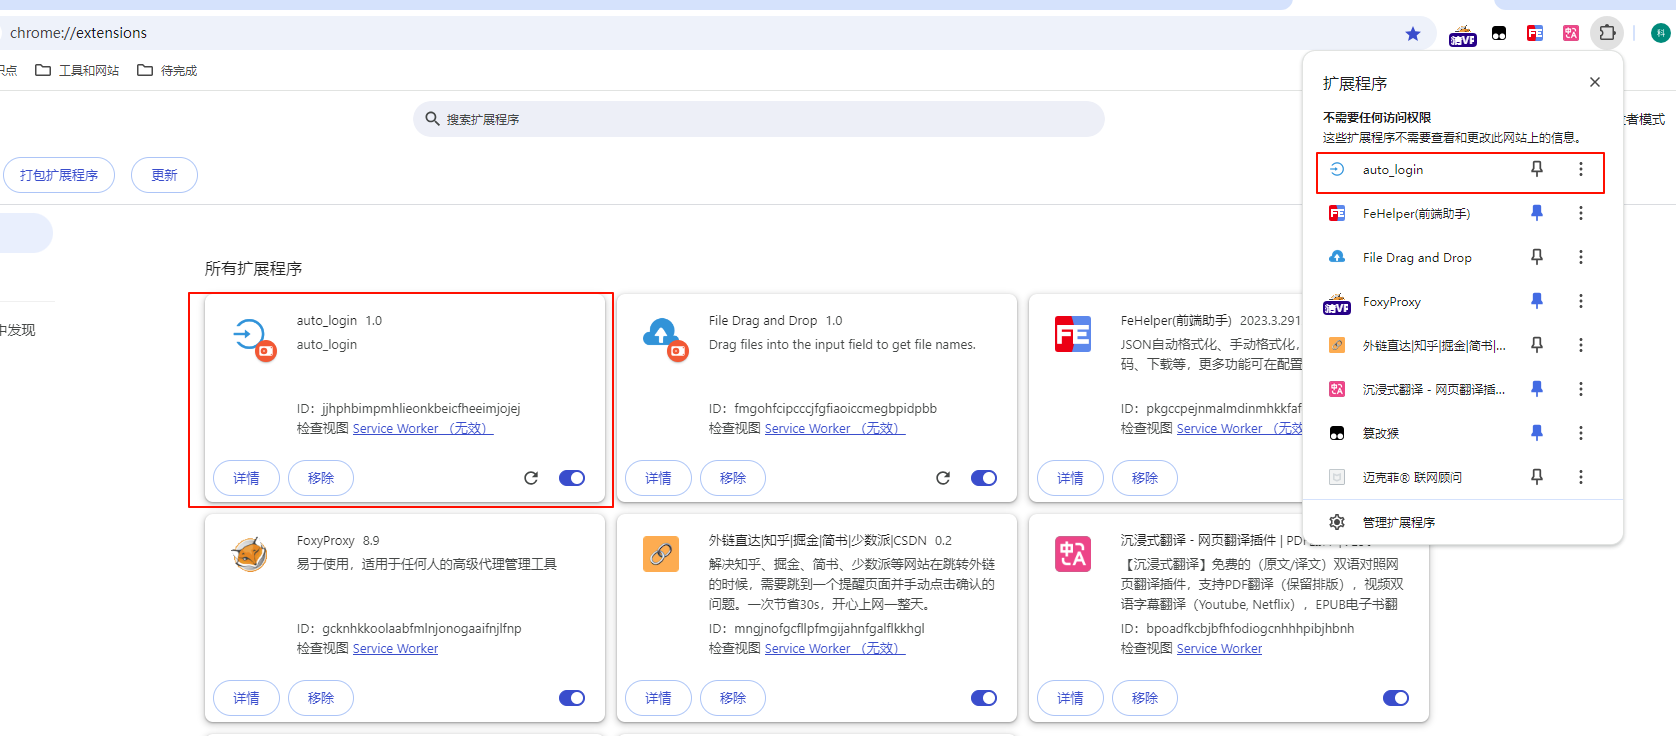 chrome://extensions
识点
工具和网站
待完成
科
搜索扩展程序
者模式
打包扩展程序
更新
中发现
所有扩展程序
auto_login 1.0
auto_login
ID： jjhphbimpmhlieonkbeicfheeimjojej
检查视图 Service Worker （无效）
详情
移除
File Drag and Drop 1.0
Drag files into the input field to get file names.
ID： fmgohfcipcccjfgfiaoiccmegbpidpbb
检查视图 Service Worker （无效）
详情
移除
FeHelper(前端助手) 2023.3.291
JSON自动格式化、手动格式化，
码、下载等，更多功能可在配置
ID： pkgccpejnmalmdinmhkkfaf
检查视图 Service Worker （无效
详情
移除
FoxyProxy 8.9
易于使用，适用于任何人的高级代理管理工具
ID： gcknhkkoolaabfmlnjonogaaifnjlfnp
检查视图 Service Worker
详情
移除
外链直达|知乎|掘金|简书|少数派|CSDN 0.2
解决知乎、掘金、简书、少数派等网站在跳转外链
的时候，需要跳到一个提醒页面并手动点击确认的
问题。一次节省30s，开心上网一整天。
ID： mngjnofgcfllpfmgijahnfgalflkkhgl
检查视图 Service Worker （无效）
详情
移除
沉浸式翻译 - 网页翻译插件 | PDF
【沉浸式翻译】免费的（原文/译文）双语对照网
页翻译插件，支持PDF翻译（保留排版），视频双
语字幕翻译（Youtube, Netflix），EPUB电子书翻
ID： bpoadfkcbjbfhfodiogcnhhhpibjhbnh
检查视图 Service Worker
详情
移除
扩展程序
不需要任何访问权限
这些扩展程序不需要查看和更改此网站上的信息。
auto_login
FeHelper(前端助手)
File Drag and Drop
FoxyProxy
外链直达|知乎|掘金|简书|...
沉浸式翻译 - 网页翻译插...
篡改猴
迈克菲® 联网顾问
管理扩展程序